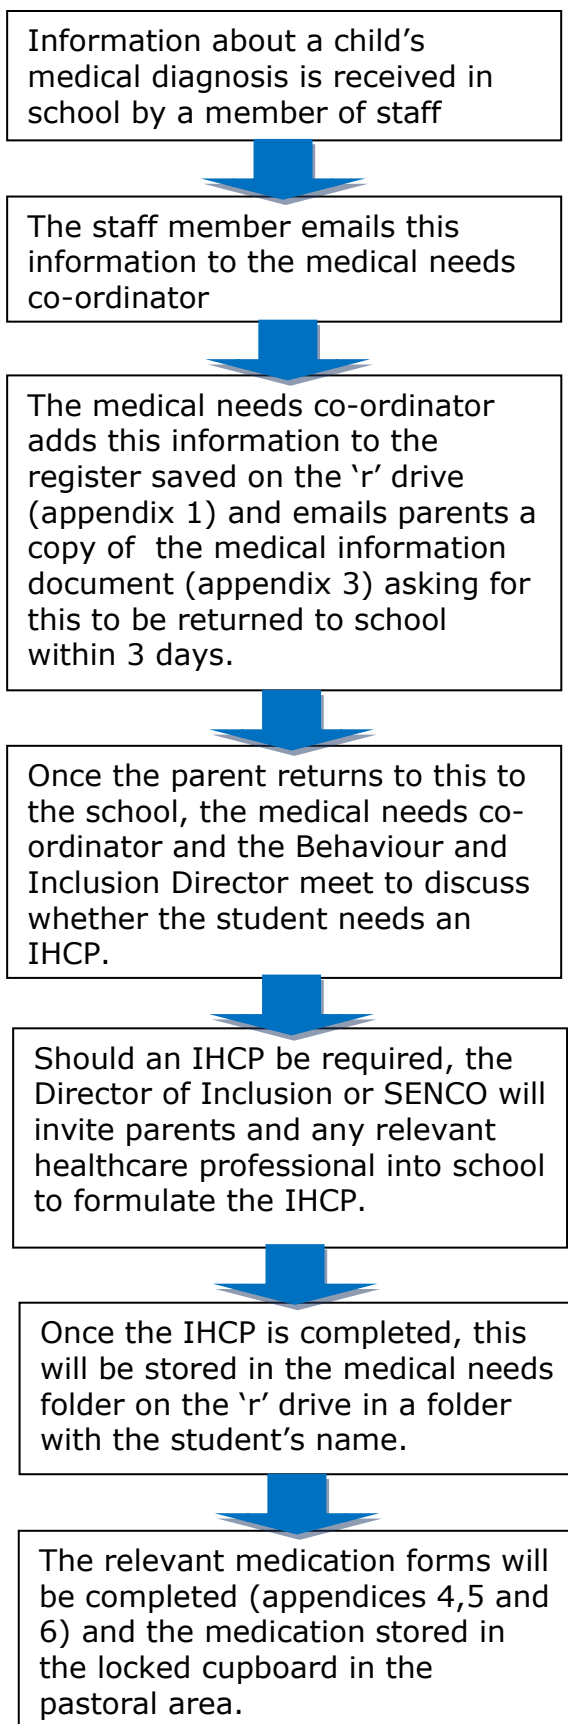 Information about a child’s
medical diagnosis is received in
school by a member of staff
The staff member emails this
information to the medical needs
co-ordinator
The medical needs co-ordinator
adds this information to the
register saved on the ‘r’ drive
(appendix 1) and emails parents a
copy of  the medical information
document (appendix 3) asking for
this to be returned to school
within 3 days.
Once the parent returns to this to
the school, the medical needs co-
ordinator and the Behaviour and
Inclusion Director meet to discuss
whether the student needs an
IHCP.
Should an IHCP be required, the
Director of Inclusion or SENCO will
invite parents and any relevant
healthcare professional into school
to formulate the IHCP.
Once the IHCP is completed, this
will be stored in the medical needs
folder on the ‘r’ drive in a folder
with the student’s name.
The relevant medication forms will
be completed (appendices 4,5 and
6) and the medication stored in
the locked cupboard in the
pastoral area.